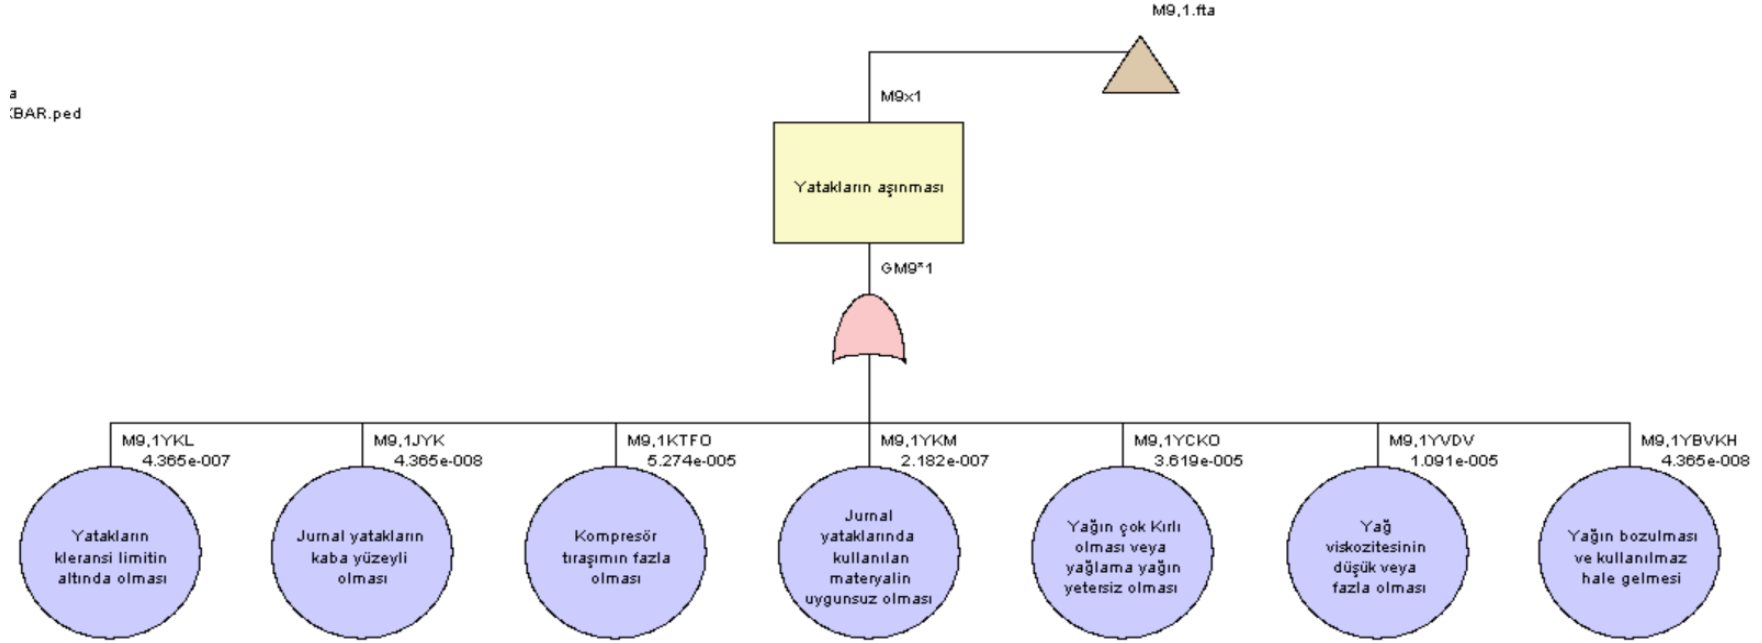 M9,1.fta
a
BAR.ped
M9x1
Yatakların aşınması
GM9*1
M9,1YKL
4.365e-007
Yatakların
kleransi limitin
altında olması
M9,1JYK
4.365e-008
Jurnal yatakların
kaba yüzeyli
olması
M9,1KTFO
5.274e-005
Kompresör
tıraşımın fazla
olması
M9,1YKM
2.182e-007
Jurnal
yataklarında
kullanılan
materyalin
uygunsuz olması
M9,1YCKO
3.619e-005
Yağın çok Kırlı
olması veya
yağlama yağın
yetersiz olması
M9,1YVDV
1.091e-005
Yağ
viskozitesinin
düşük veya
fazla olması
M9,1YBVKH
4.365e-008
Yağın bozulması
ve kullanılmaz
hale gelmesi